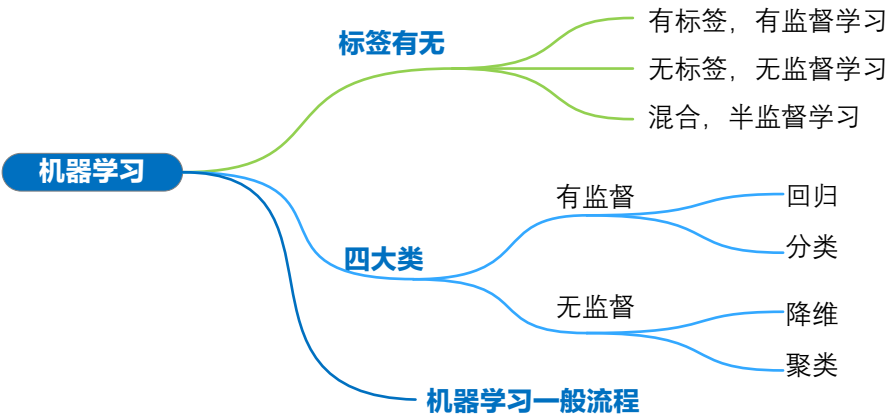 机器学习
标签有无
有标签，有监督学习
无标签，无监督学习
混合，半监督学习
四大类
有监督
回归
分类
无监督
降维
聚类
机器学习一般流程